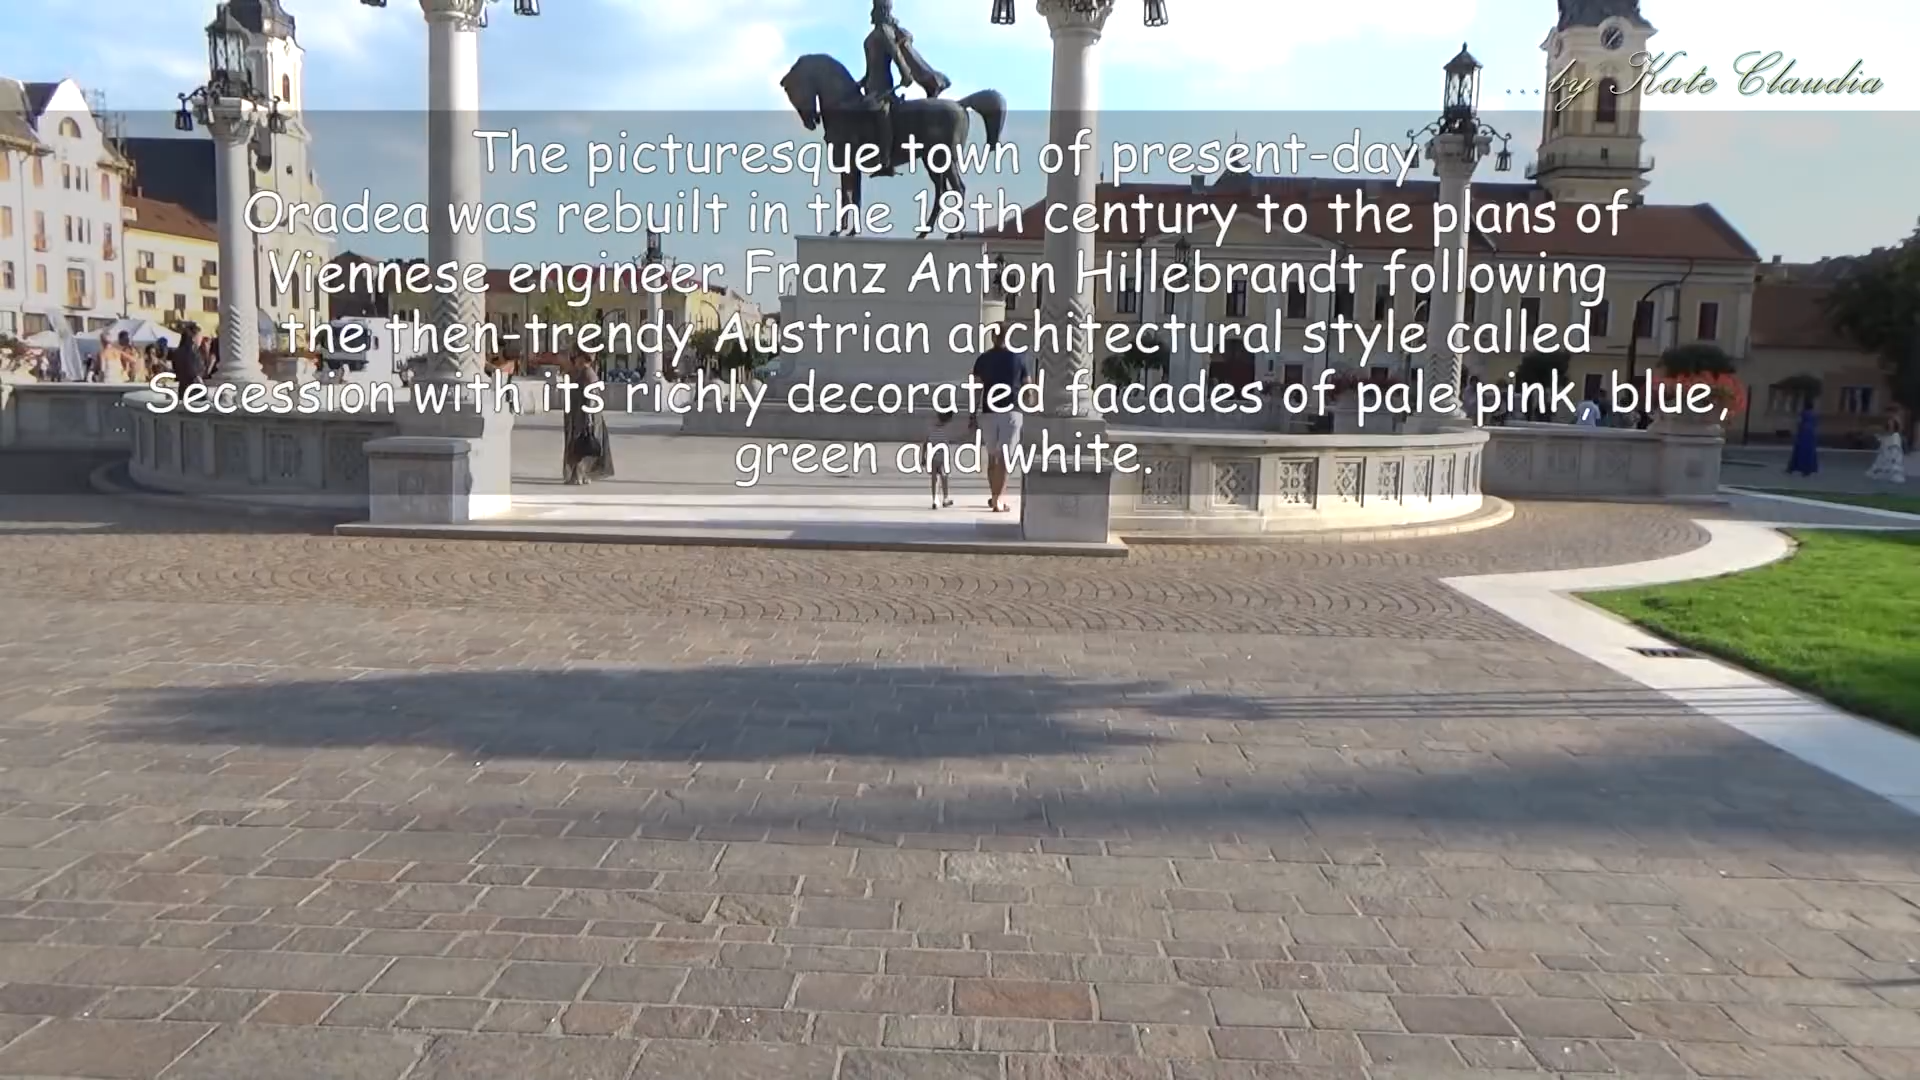 ...by Kate Claudia
The picturesque town of present-day
Oradea was rebuilt in the 18th century to the plans of
Viennese engineer Franz Anton Hillebrandt following
the then-trendy Austrian architectural style called
Secession with its richly decorated facades of pale pink, blue,
green and white.